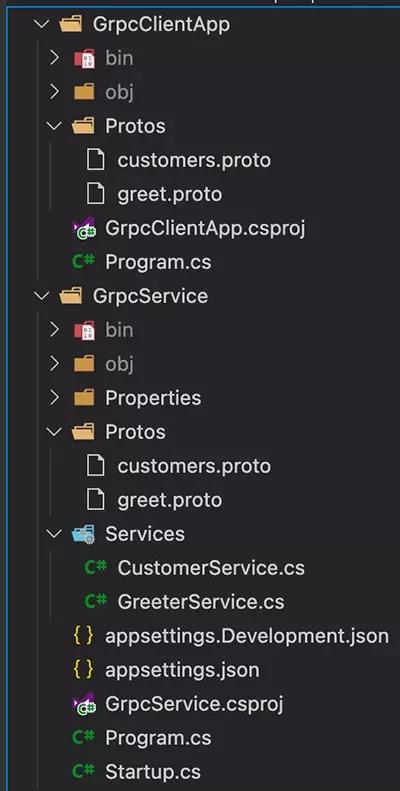 GrpcClientApp
bin
obj
Protos
customers.proto
greet.proto
GrpcClientApp.csproj
C# Program.cs
GrpcService
bin
obj
Properties
Protos
customers.proto
greet.proto
Services
C# CustomerService.cs
C# GreeterService.cs
{} appsettings.Development.json
{} appsettings.json
GrpcService.csproj
C# Program.cs
C# Startup.cs